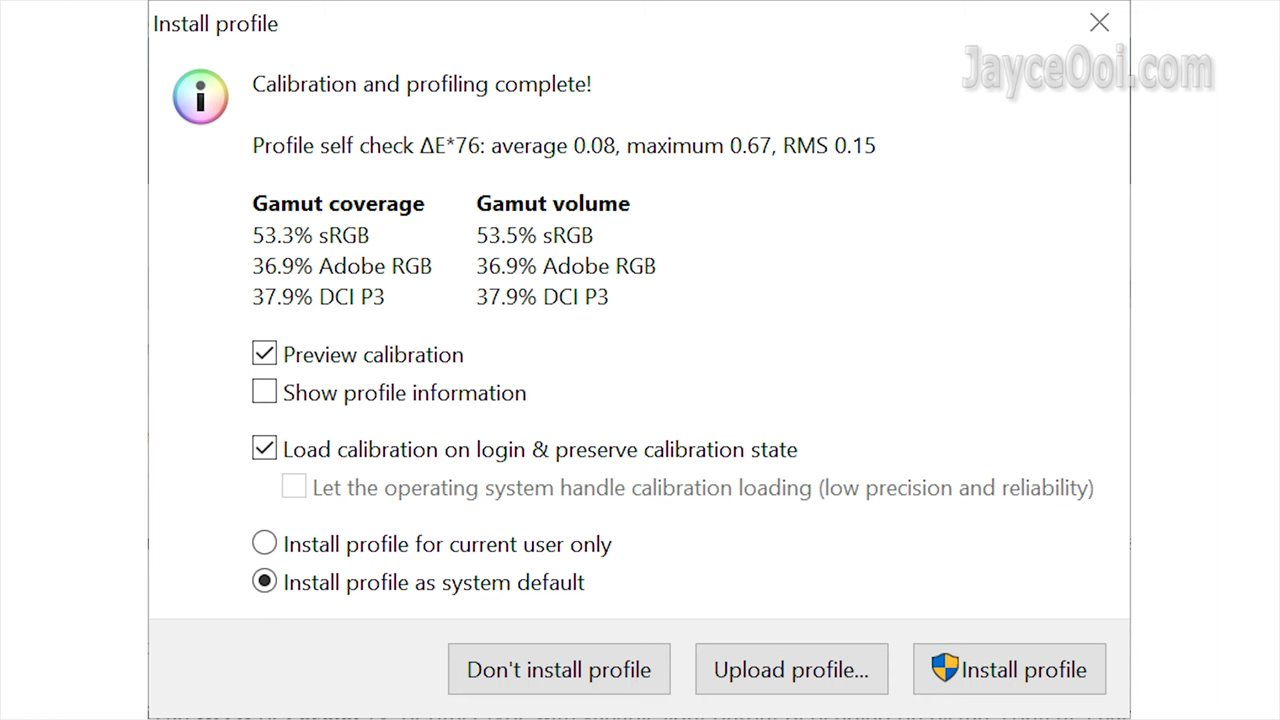 Install profile
JayceOoi.com
Calibration and profiling complete!
Profile self check ΔE*76: average 0.08, maximum 0.67, RMS 0.15
Gamut coverage Gamut volume
53.3% sRGB 53.5% sRGB
36.9% Adobe RGB 36.9% Adobe RGB
37.9% DCI P3 37.9% DCI P3
Preview calibration
Show profile information
Load calibration on login & preserve calibration state
Let the operating system handle calibration loading (low precision and reliability)
Install profile for current user only
Install profile as system default
Don't install profile Upload profile... Install profile